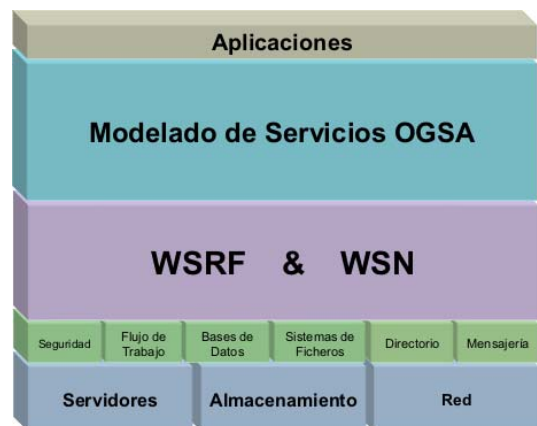 Aplicaciones
Modelado de Servicios OGSA
WSRF & WSN
Seguridad
Flujo de
Trabajo
Bases de
Datos
Sistemas de
Ficheros
Directorio
Mensajería
Servidores
Almacenamiento
Red